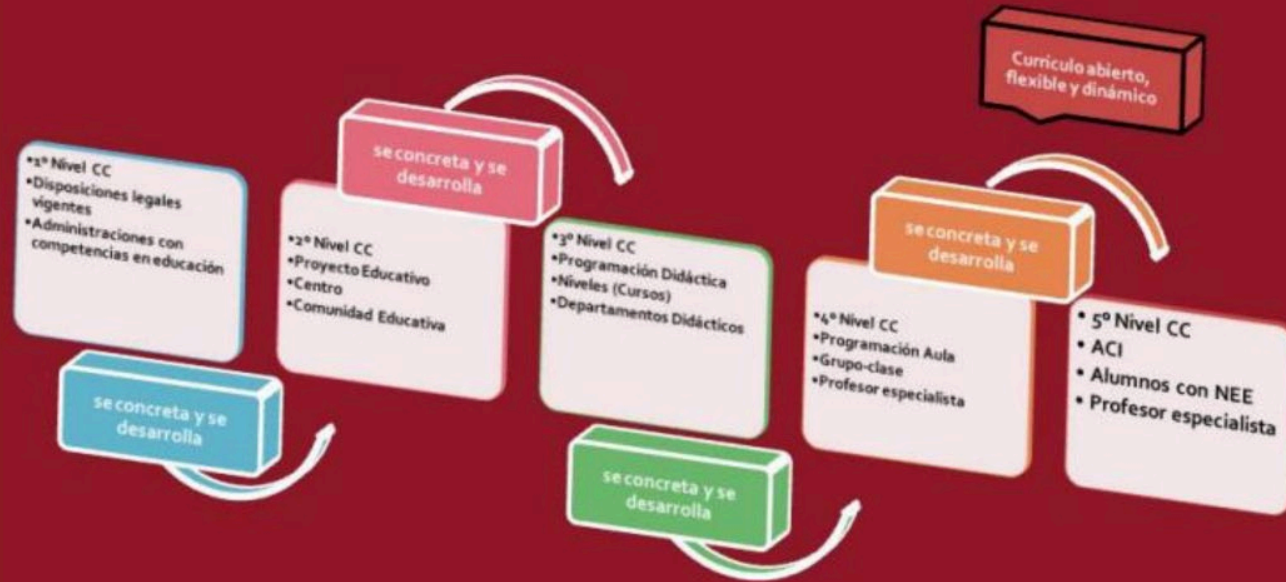 Curriculo abierto,
flexible y dinámico
•1º Nivel CC
•Disposiciones legales
vigentes
•Administraciones con
competencias en educación
se concreta y se
desarrolla
•2º Nivel CC
•Proyecto Educativo
•Centro
•Comunidad Educativa
se concreta y se
desarrolla
•3º Nivel CC
•Programación Didáctica
•Niveles (Cursos)
•Departamentos Didácticos
se concreta y se
desarrolla
•4º Nivel CC
•Programación Aula
•Grupo-clase
•Profesor especialista
se concreta y se
desarrolla
• 5º Nivel CC
• ACI
• Alumnos con NEE
• Profesor especialista